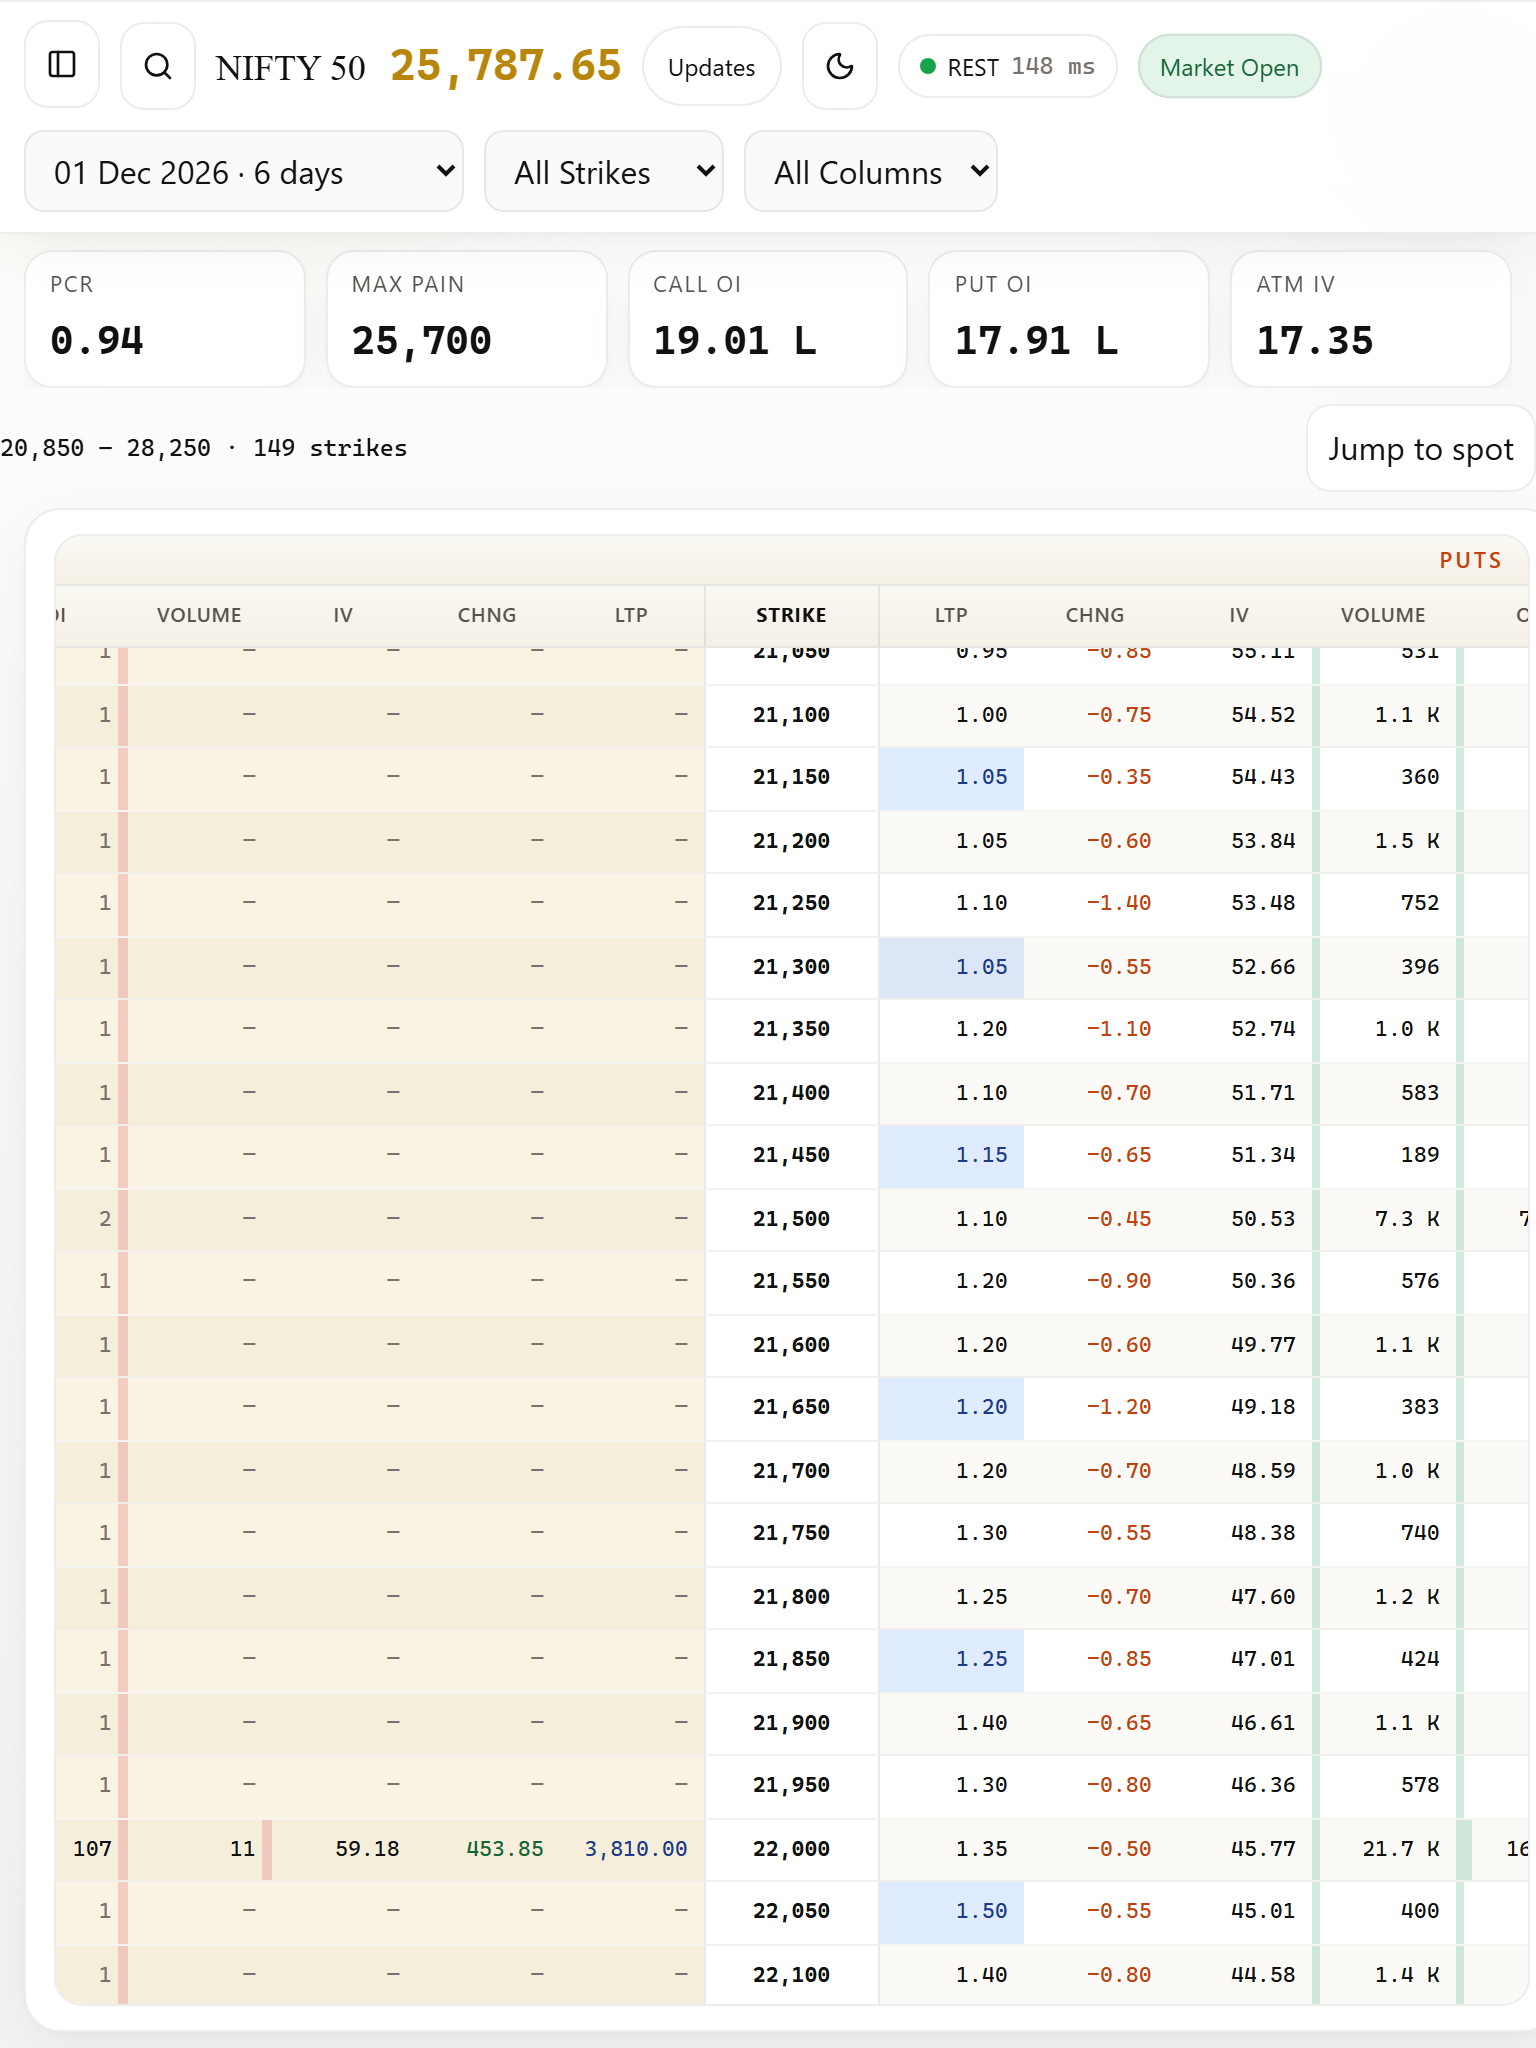 NIFTY 50 25,787.65 Updates REST 148 ms Market Open
01 Dec 2026 · 6 days All Strikes All Columns
PCR MAX PAIN CALL OI PUT OI ATM IV
0.94 25,700 19.01 L 17.91 L 17.35
20,850 – 28,250 · 149 strikes Jump to spot
PUTS
VOLUME IV CHNG LTP STRIKE LTP CHNG IV VOLUME
1 – – – – 21,050 0.95 −0.85 55.11 531
1 – – – – 21,100 1.00 −0.75 54.52 1.1 K
1 – – – – 21,150 1.05 −0.35 54.43 360
1 – – – – 21,200 1.05 −0.60 53.84 1.5 K
1 – – – – 21,250 1.10 −1.40 53.48 752
1 – – – – 21,300 1.05 −0.55 52.66 396
1 – – – – 21,350 1.20 −1.10 52.74 1.0 K
1 – – – – 21,400 1.10 −0.70 51.71 583
1 – – – – 21,450 1.15 −0.65 51.34 189
2 – – – – 21,500 1.10 −0.45 50.53 7.3 K 7
1 – – – – 21,550 1.20 −0.90 50.36 576
1 – – – – 21,600 1.20 −0.60 49.77 1.1 K
1 – – – – 21,650 1.20 −1.20 49.18 383
1 – – – – 21,700 1.20 −0.70 48.59 1.0 K
1 – – – – 21,750 1.30 −0.55 48.38 740
1 – – – – 21,800 1.25 −0.70 47.60 1.2 K
1 – – – – 21,850 1.25 −0.85 47.01 424
1 – – – – 21,900 1.40 −0.65 46.61 1.1 K
1 – – – – 21,950 1.30 −0.80 46.36 578
107 11 59.18 453.85 3,810.00 22,000 1.35 −0.50 45.77 21.7 K 16
1 – – – – 22,050 1.50 −0.55 45.01 400
1 – – – – 22,100 1.40 −0.80 44.58 1.4 K